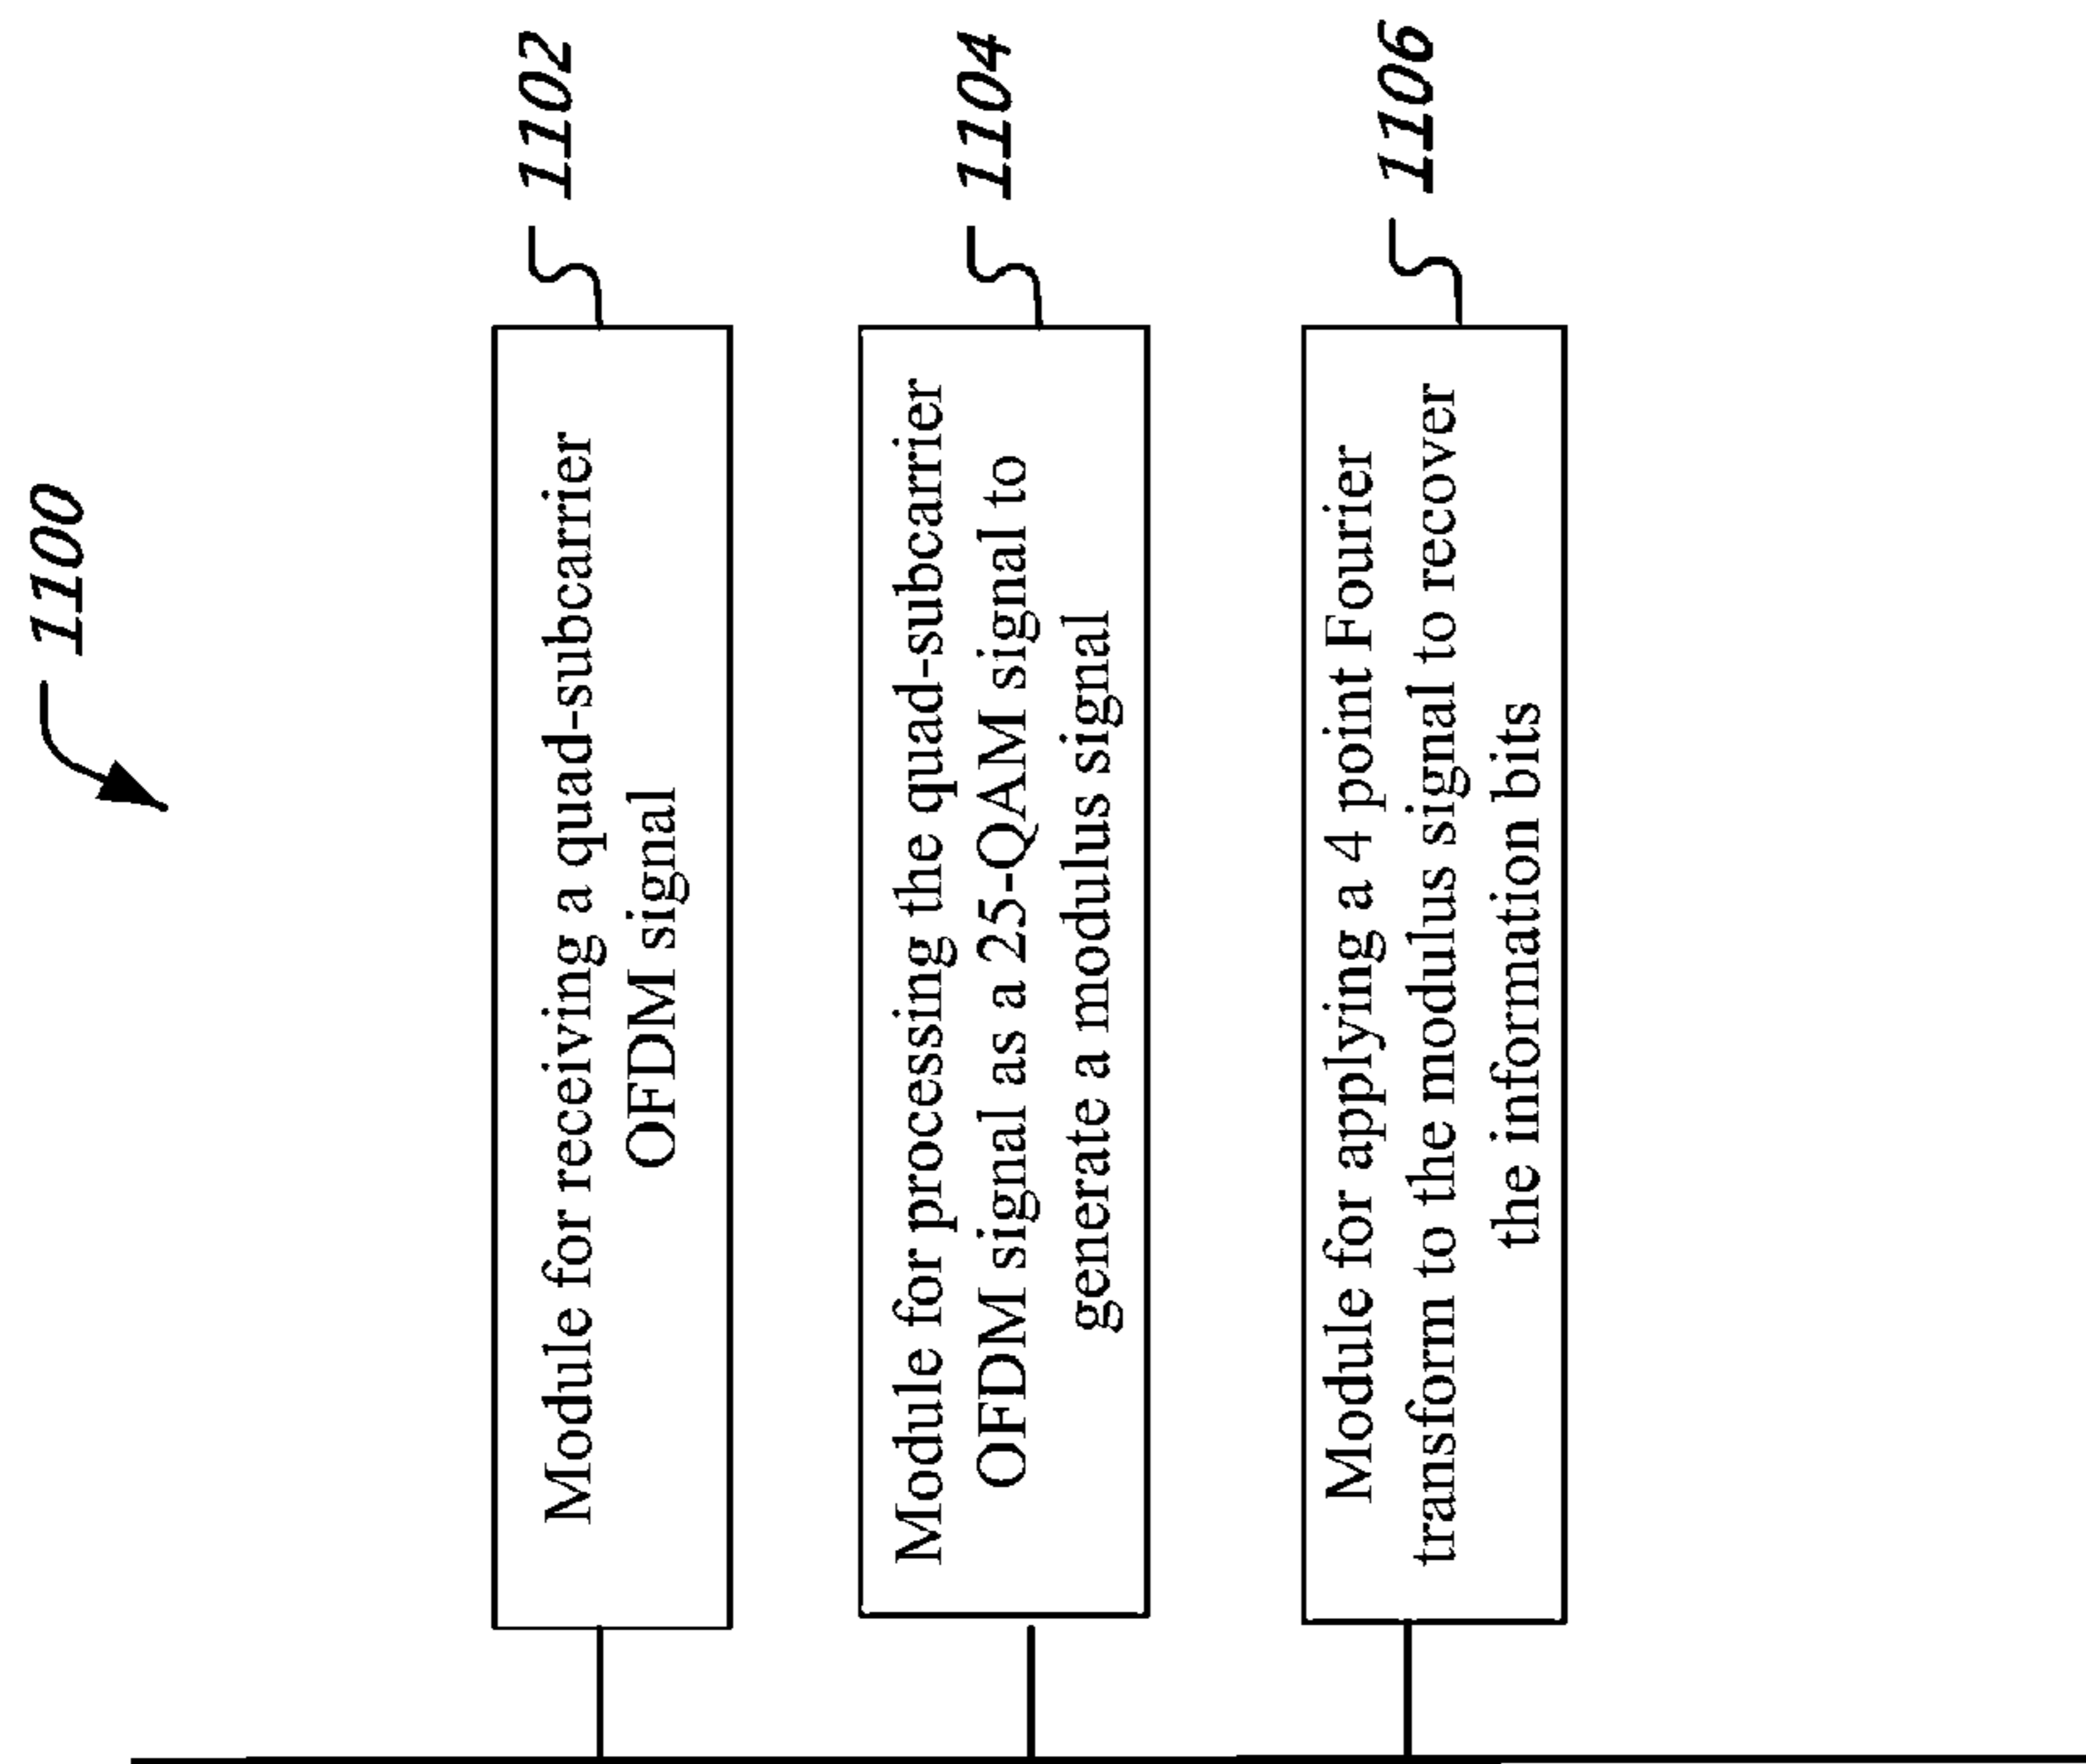 1100
Module for receiving a quad-subcarrier
OFDM signal
1102
Module for processing the quad-subcarrier
OFDM signal as a 25-QAM signal to
generate a modulus signal
1104
Module for applying a 4 point Fourier
transform to the modulus signal to recover
the information bits
1106